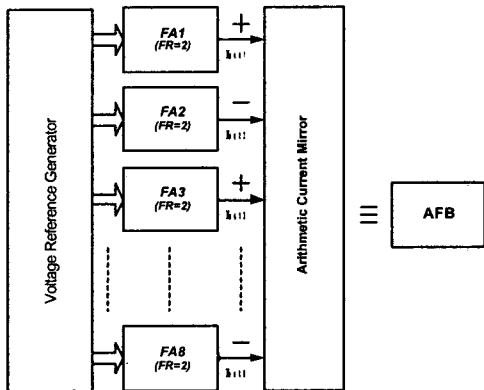 Voltage Reference Generator
FA1
(FR=2)
+
FA2
(FR=2)
−
FA3
(FR=2)
+
FA8
(FR=2)
−
Arithmetic Current Mirror
≡
AFB